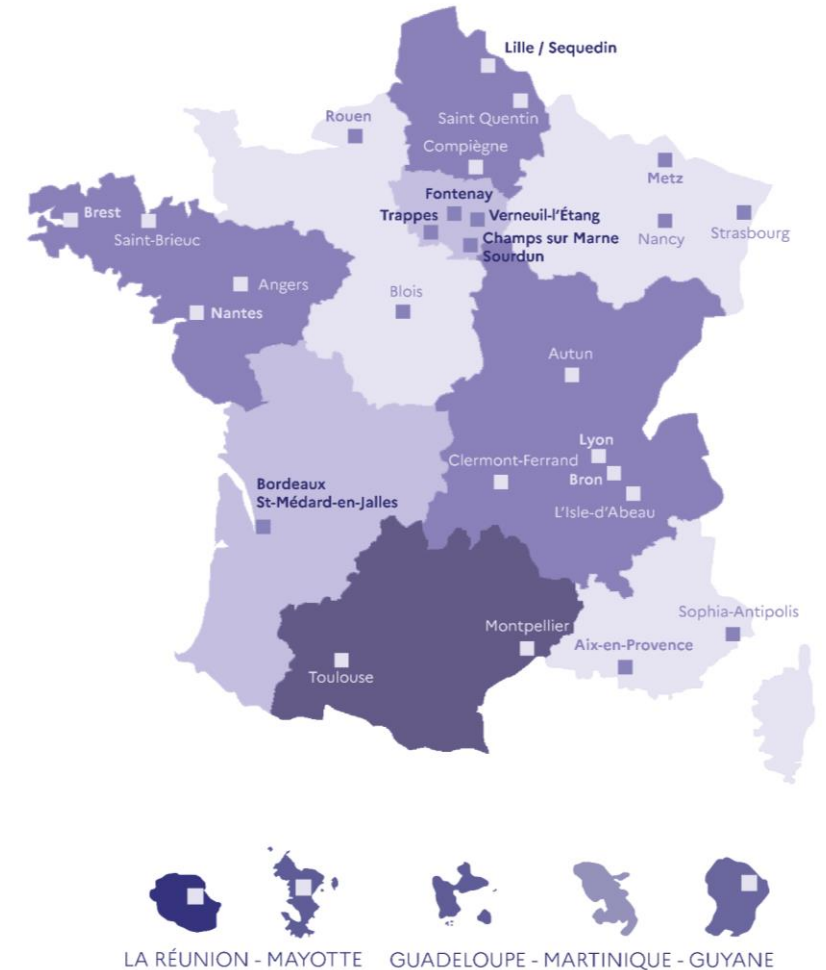 Lille / Sequedin
Saint Quentin
Rouen
Compiègne
Metz
Fontenay
Trappes
Verneuil-l'Étang
Brest
Saint-Brieuc
Champs sur Marne
Sourdun
Nancy
Strasbourg
Angers
Blois
Nantes
Autun
Lyon
Clermont-Ferrand
Bron
L'Isle-d'Abeau
Bordeaux
St-Médard-en-Jalles
Sophia-Antipolis
Montpellier
Aix-en-Provence
Toulouse
LA RÉUNION - MAYOTTE
GUADELOUPE - MARTINIQUE - GUYANE